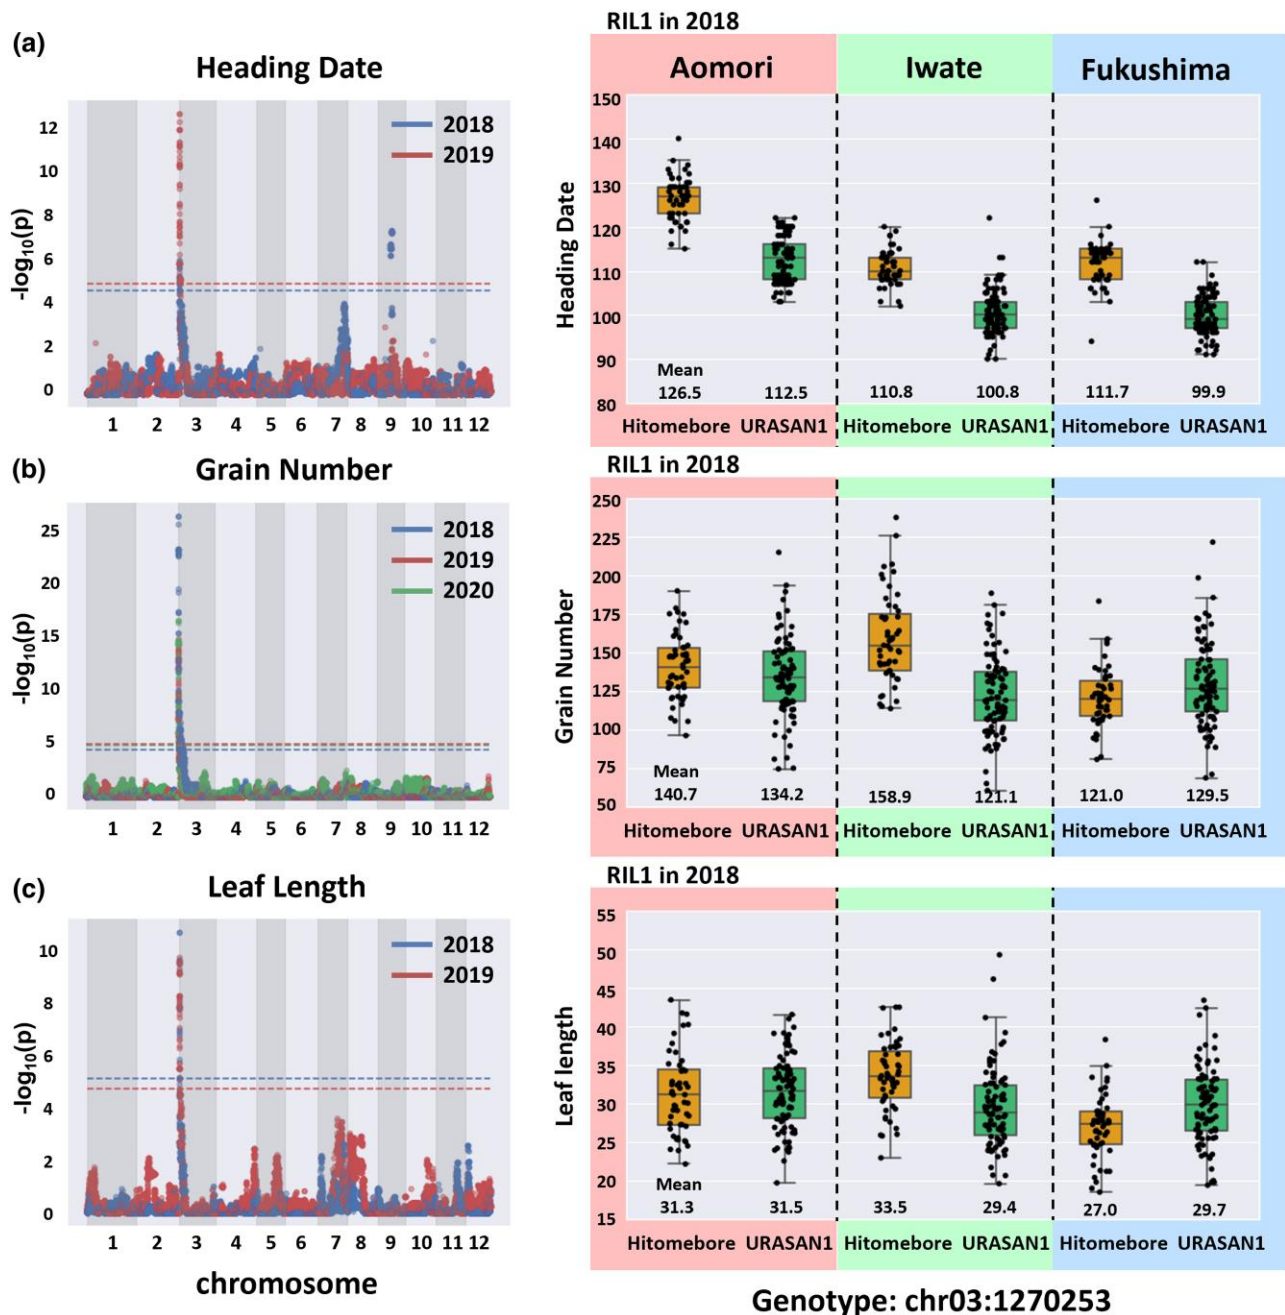 (a)
Heading Date
2018
2019
12
10
8
6
4
2
0
-log10(p)
1 2 3 4 5 6 7 8 9 10 11 12
RIL1 in 2018
Aomori Iwate Fukushima
150
140
130
120
110
100
90
80
Heading Date
Mean
126.5 112.5 110.8 100.8 111.7 99.9
Hitomebore URASAN1 Hitomebore URASAN1 Hitomebore URASAN1
(b)
Grain Number
2018
2019
2020
25
20
15
10
5
0
-log10(p)
1 2 3 4 5 6 7 8 9 10 11 12
RIL1 in 2018
250
225
200
175
150
125
100
75
50
Grain Number
Mean
140.7 134.2 158.9 121.1 121.0 129.5
Hitomebore URASAN1 Hitomebore URASAN1 Hitomebore URASAN1
(c)
Leaf Length
2018
2019
10
8
6
4
2
0
-log10(p)
1 2 3 4 5 6 7 8 9 10 11 12
chromosome
RIL1 in 2018
55
50
45
40
35
30
25
20
15
Leaf length
Mean
31.3 31.5 33.5 29.4 27.0 29.7
Hitomebore URASAN1 Hitomebore URASAN1 Hitomebore URASAN1
Genotype: chr03:1270253